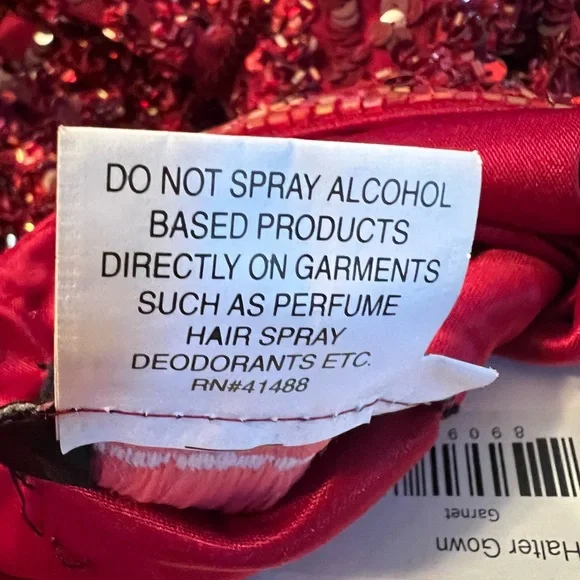 DO NOT SPRAY ALCOHOL
BASED PRODUCTS
DIRECTLY ON GARMENTS
SUCH AS PERFUME
HAIR SPRAY
DEODORANTS ETC.
RN#41488
Halter Gown
Garnet
8098